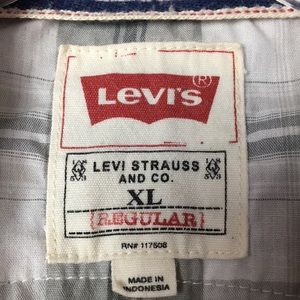 LEVI'S ®
LEVI STRAUSS
AND CO.
XL
{REGULAR}
RN# 117508
MADE IN
INDONESIA